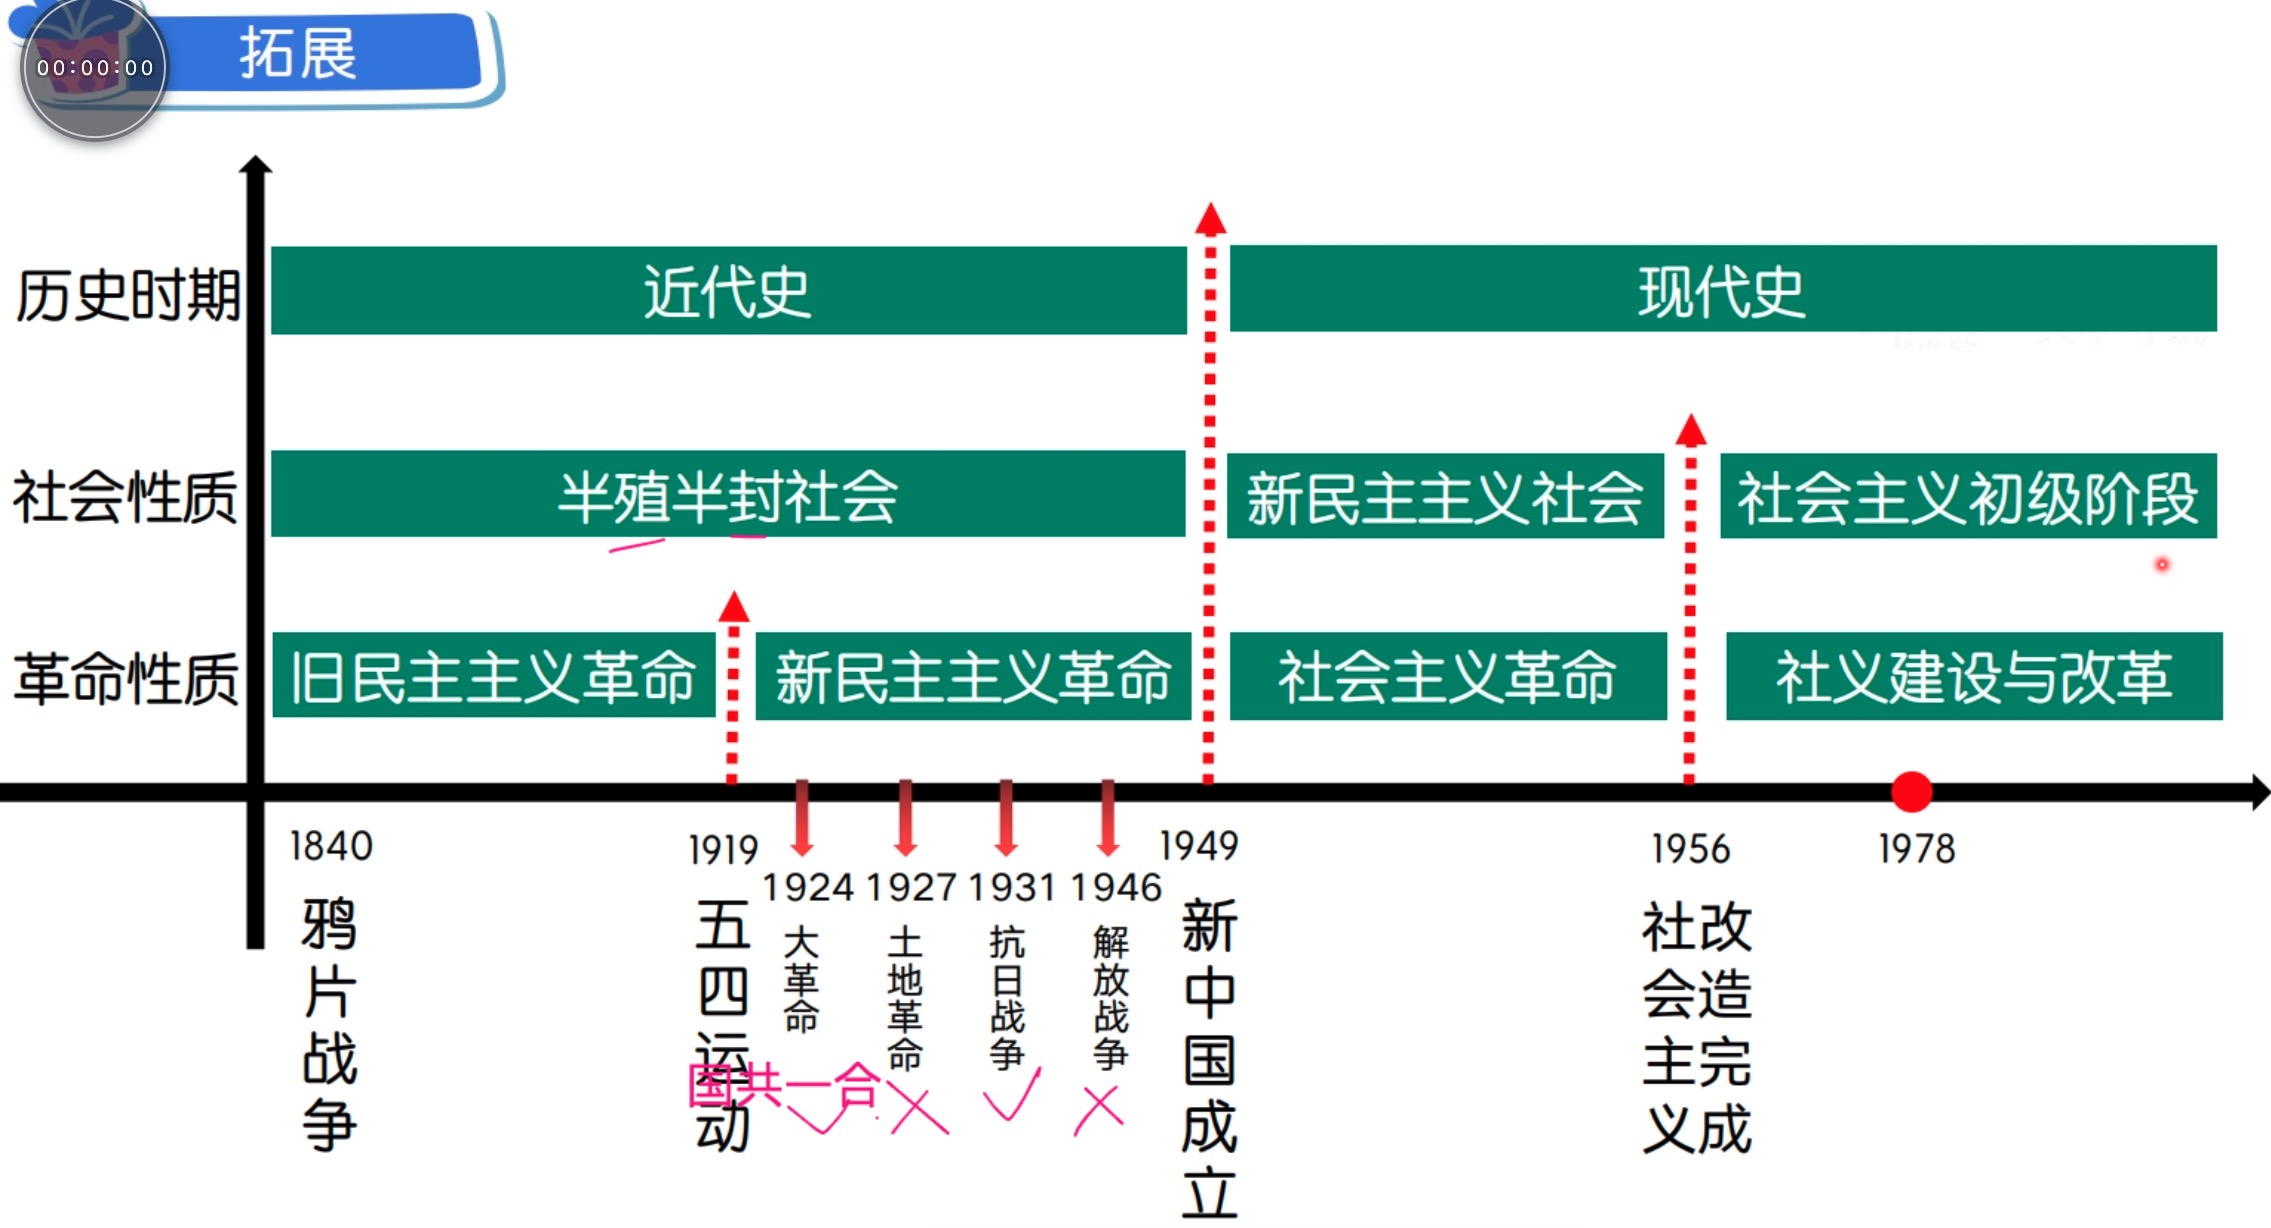 拓展
00:00:00
历史时期
近代史
现代史
社会性质
半殖半封社会
新民主主义社会
社会主义初级阶段
革命性质
旧民主主义革命
新民主主义革命
社会主义革命
社义建设与改革
1840
鸦片战争
1919
五四运动
1924
大革命
1927
土地革命
1931
抗日战争
1946
解放战争
国共一合
1949
新中国成立
1956
社会主义
改造完成
1978